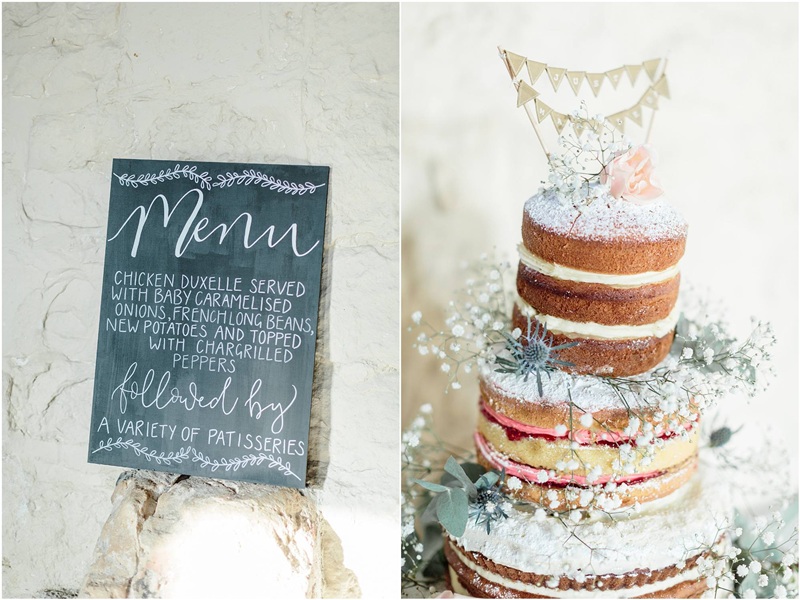 Menu
CHICKEN DUXELLE SERVED
WITH BABY CARAMELISED
ONIONS, FRENCH LONG BEANS,
NEW POTATOES AND TOPPED
WITH CHARGRILLED
PEPPERS
followed by
A VARIETY OF PATISSERIES